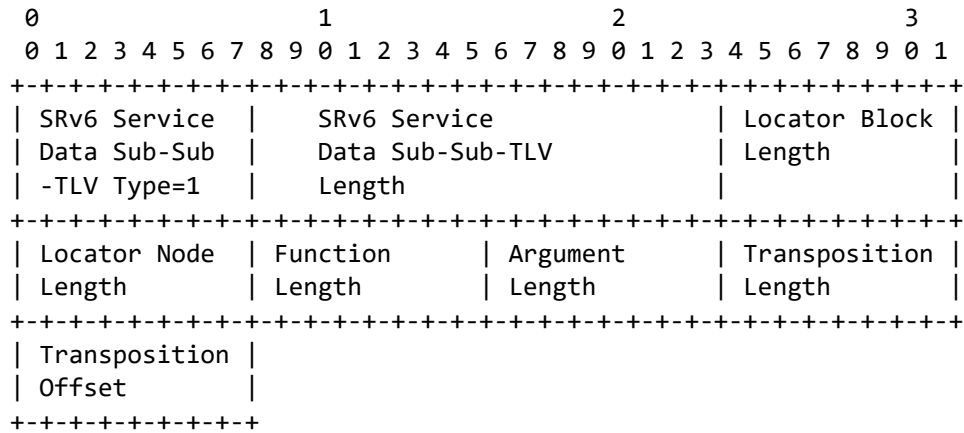 0                   1                   2                   3
 0 1 2 3 4 5 6 7 8 9 0 1 2 3 4 5 6 7 8 9 0 1 2 3 4 5 6 7 8 9 0 1
+-+-+-+-+-+-+-+-+-+-+-+-+-+-+-+-+-+-+-+-+-+-+-+-+-+-+-+-+-+-+-+-+
| SRv6 Service  |    SRv6 Service               | Locator Block |
| Data Sub-Sub  |    Data Sub-Sub-TLV           | Length        |
| -TLV Type=1   |    Length                     |               |
+-+-+-+-+-+-+-+-+-+-+-+-+-+-+-+-+-+-+-+-+-+-+-+-+-+-+-+-+-+-+-+-+
| Locator Node  | Function      | Argument      | Transposition |
| Length        | Length        | Length        | Length        |
+-+-+-+-+-+-+-+-+-+-+-+-+-+-+-+-+-+-+-+-+-+-+-+-+-+-+-+-+-+-+-+-+
| Transposition |
| Offset        |
+-+-+-+-+-+-+-+-+